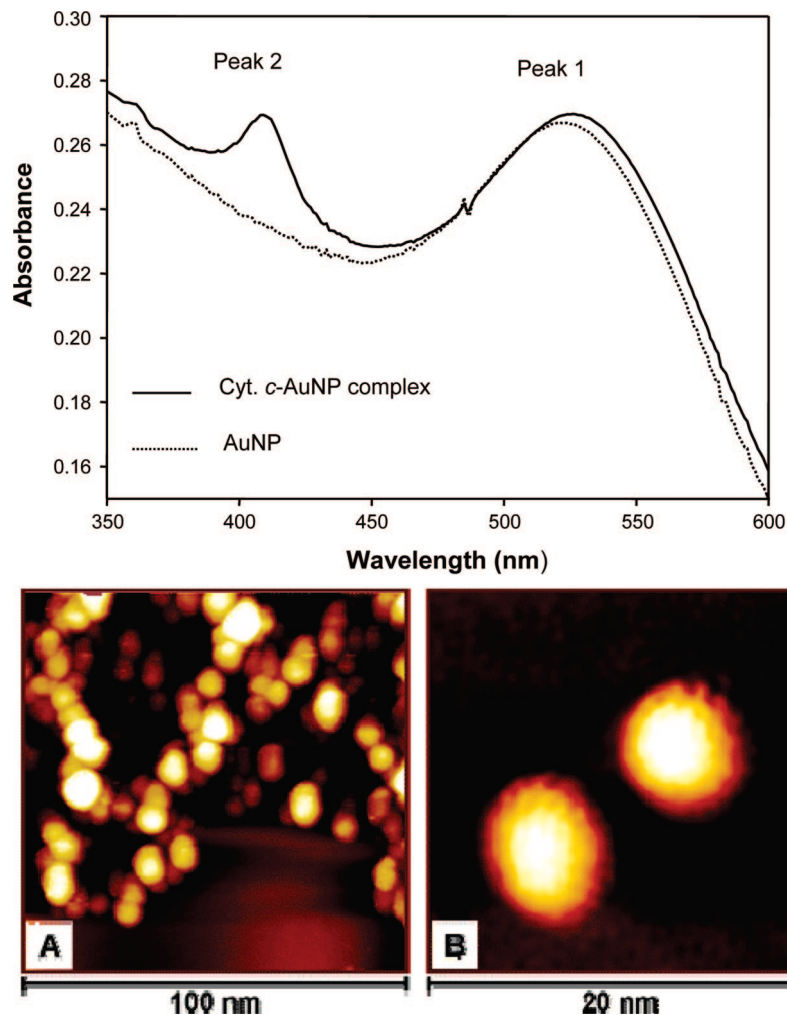 0.30
0.28
0.26
0.24
0.22
0.20
0.18
0.16
Absorbance
Peak 2
Peak 1
Cyt. c-AuNP complex
AuNP
350
400
450
500
550
600
Wavelength (nm)
A
B
100 nm
20 nm